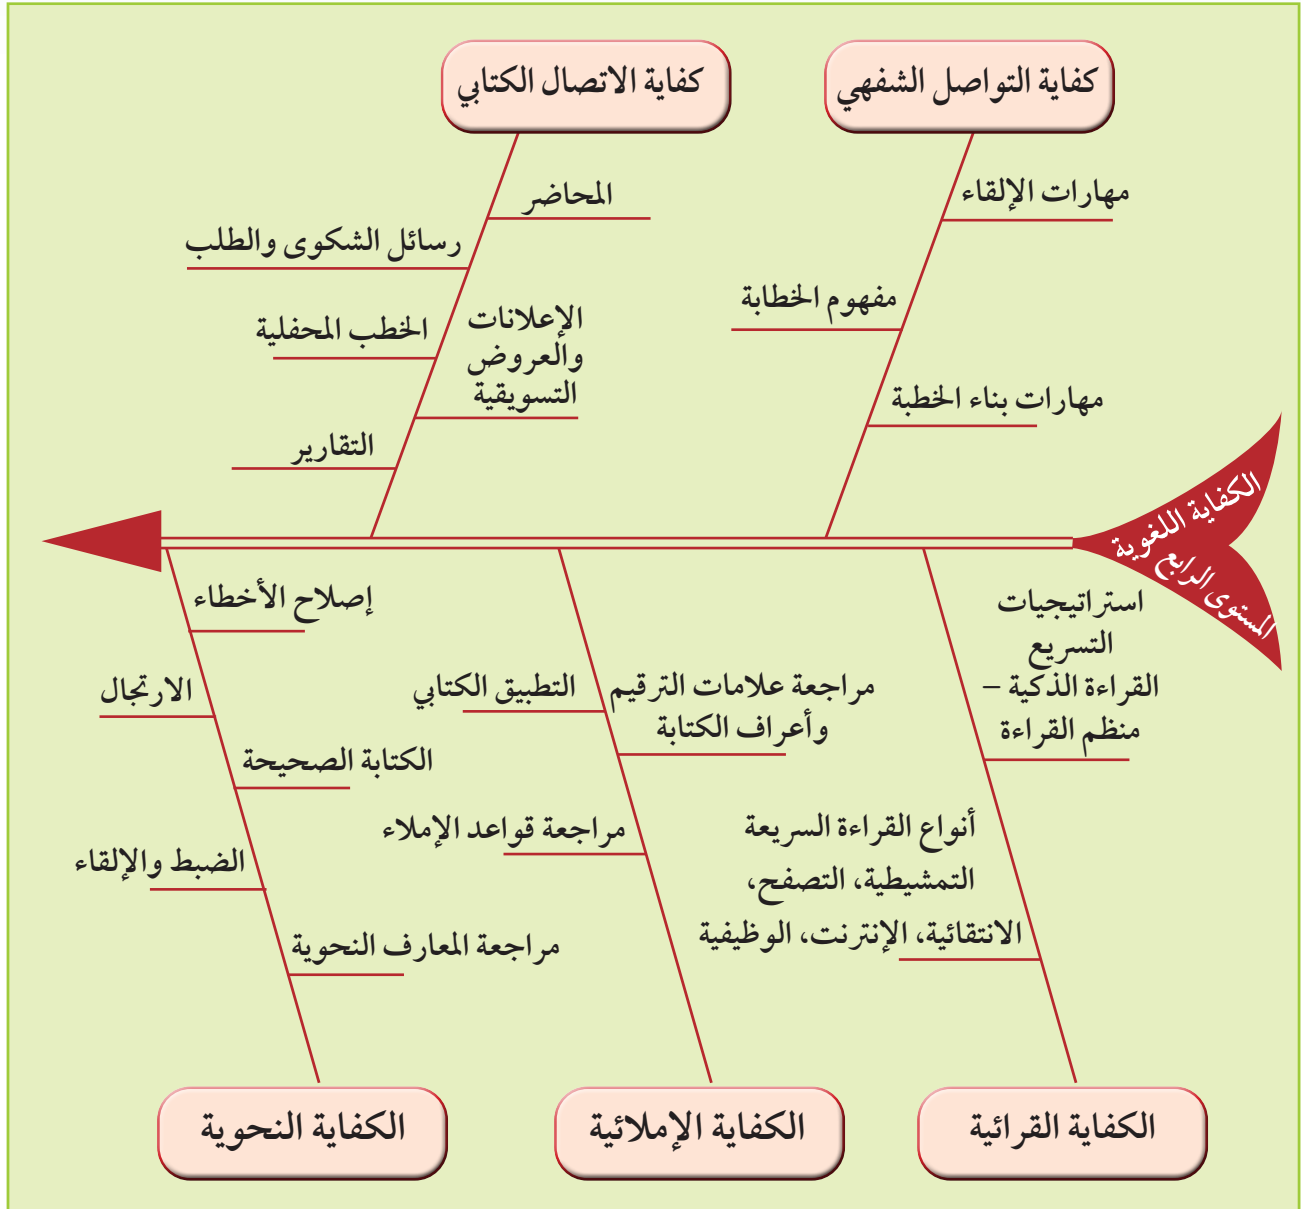 كفاية التواصل الشفهي
مهارات الإلقاء
مفهوم الخطابة
مهارات بناء الخطبة
كفاية الاتصال الكتابي
المحاضر
رسائل الشكوى والطلب
الخطب المحفلية
الإعلانات
والعروض
التسويقية
التقارير
الكفاية اللغوية
المستوى الرابع
استراتيجيات
التسريع
القراءة الذكية –
منظم القراءة
أنواع القراءة السريعة
التمشيطية، التصفح،
الانتقائية، الإنترنت، الوظيفية
الكفاية القرائية
التطبيق الكتابي
مراجعة علامات الترقيم
وأعراف الكتابة
مراجعة قواعد الإملاء
الكفاية الإملائية
إصلاح الأخطاء
الارتجال
الكتابة الصحيحة
الضبط والإلقاء
مراجعة المعارف النحوية
الكفاية النحوية